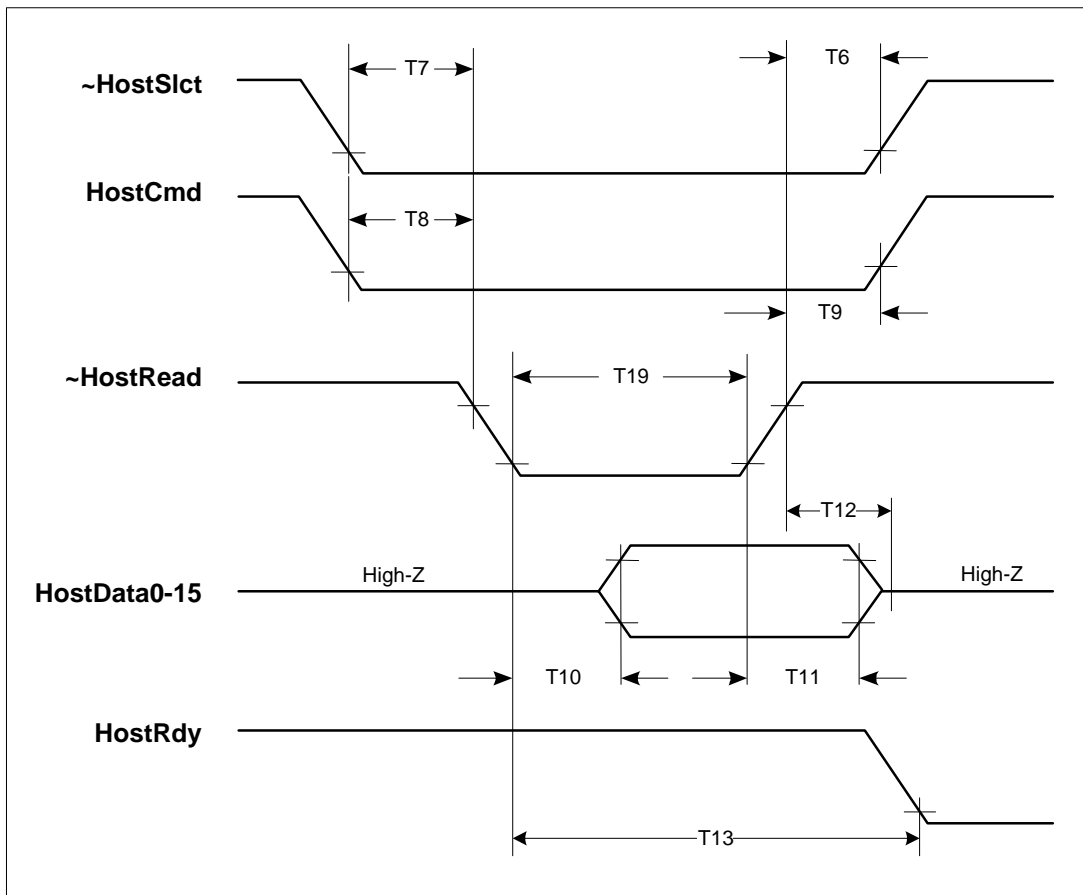 T7
T6
~HostSlct
HostCmd
T8
T9
~HostRead
T19
T12
High-Z
High-Z
HostData0-15
T10
T11
HostRdy
T13